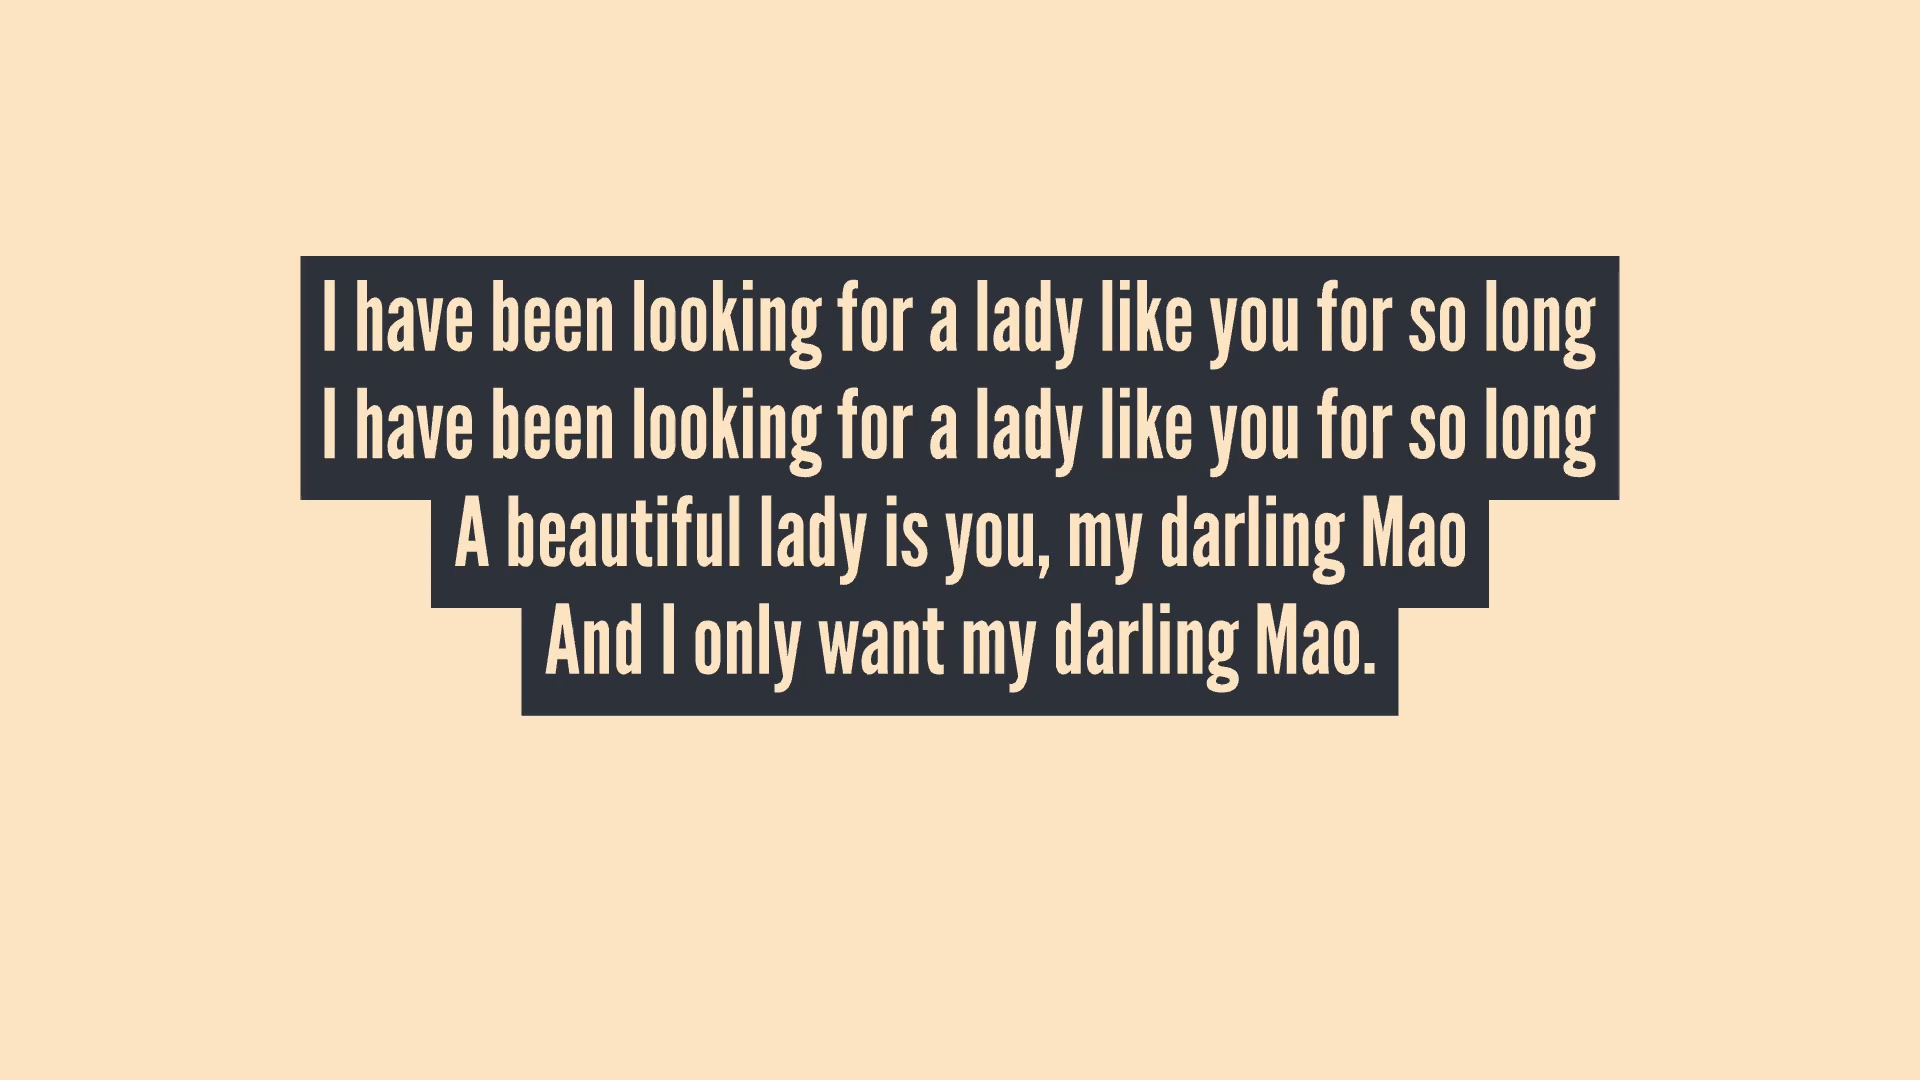 I have been looking for a lady like you for so long
I have been looking for a lady like you for so long
A beautiful lady is you, my darling Mao
And I only want my darling Mao.